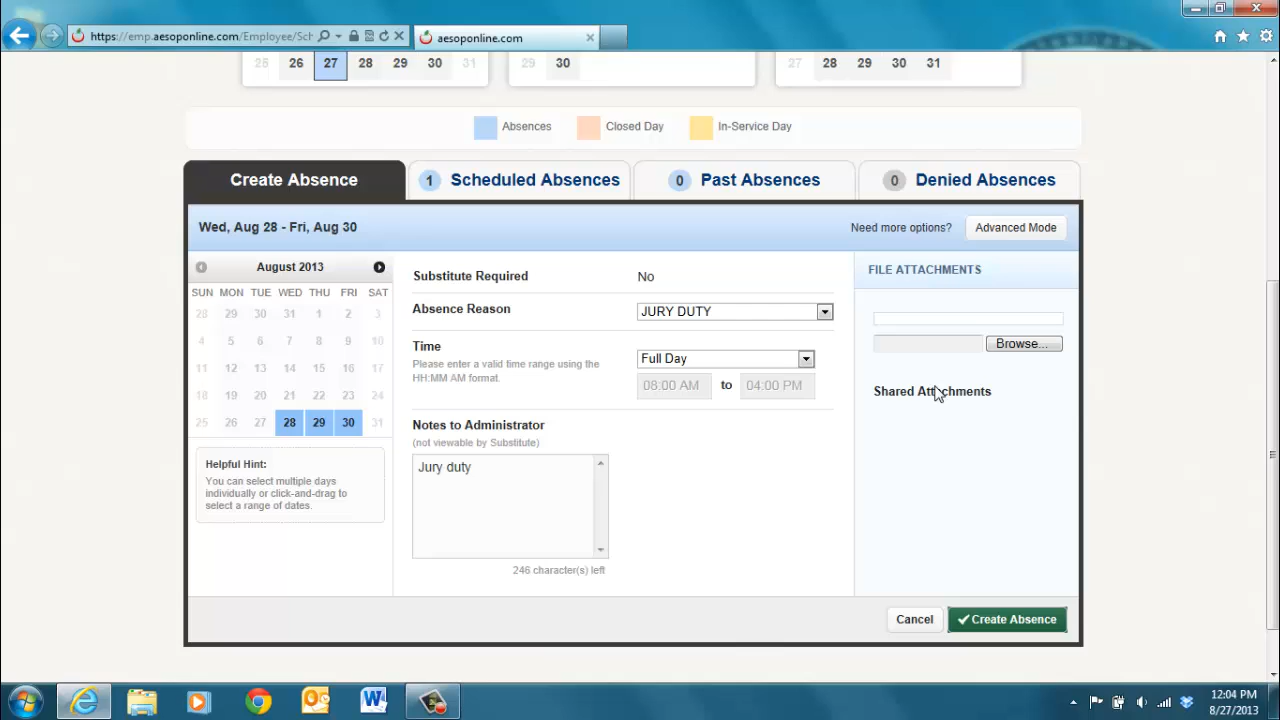 https://emp.aesoponline.com/Employee/Sch
aesoponline.com
25 26 27 28 29 30 31
29 30
27 28 29 30 31
Absences Closed Day In-Service Day
Create Absence
1 Scheduled Absences
0 Past Absences
0 Denied Absences
Wed, Aug 28 - Fri, Aug 30
Need more options? Advanced Mode
August 2013
SUN MON TUE WED THU FRI SAT
28 29 30 31 1 2 3
4 5 6 7 8 9 10
11 12 13 14 15 16 17
18 19 20 21 22 23 24
25 26 27 28 29 30 31
Helpful Hint:
You can select multiple days
individually or click-and-drag to
select a range of dates.
Substitute Required No
Absence Reason JURY DUTY
Time Full Day
Please enter a valid time range using the
HH:MM AM format.
08:00 AM to 04:00 PM
Notes to Administrator
(not viewable by Substitute)
Jury duty
246 character(s) left
FILE ATTACHMENTS
Browse...
Shared Attachments
Cancel Create Absence
12:04 PM
8/27/2013